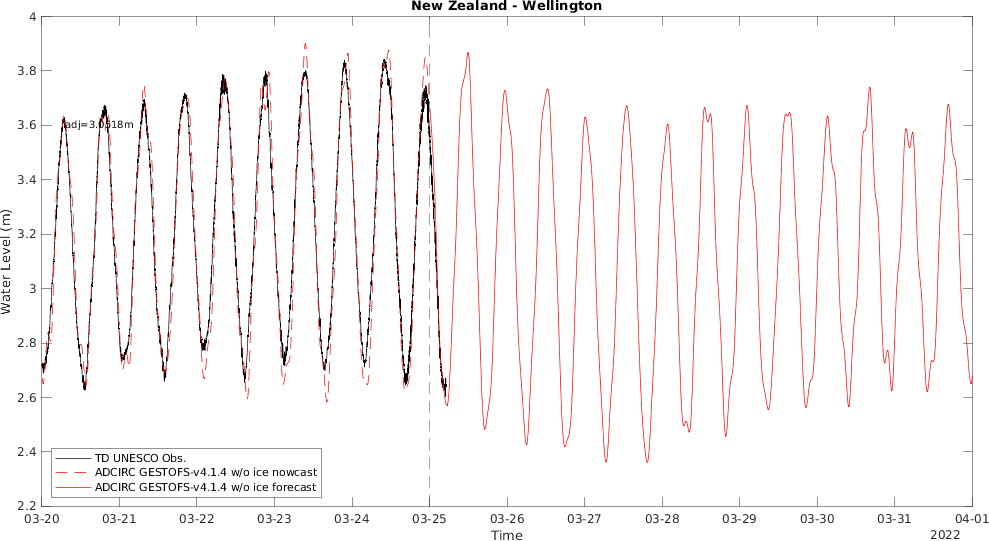 New Zealand - Wellington
4
3.8
3.6
3.4
3.2
3
2.8
2.6
2.4
2.2
Water Level (m)
adj=3.0518m
TD UNESCO Obs.
ADCIRC GESTOFS-v4.1.4 w/o ice nowcast
ADCIRC GESTOFS-v4.1.4 w/o ice forecast
03-20 03-21 03-22 03-23 03-24 03-25 03-26 03-27 03-28 03-29 03-30 03-31 04-01
Time
2022